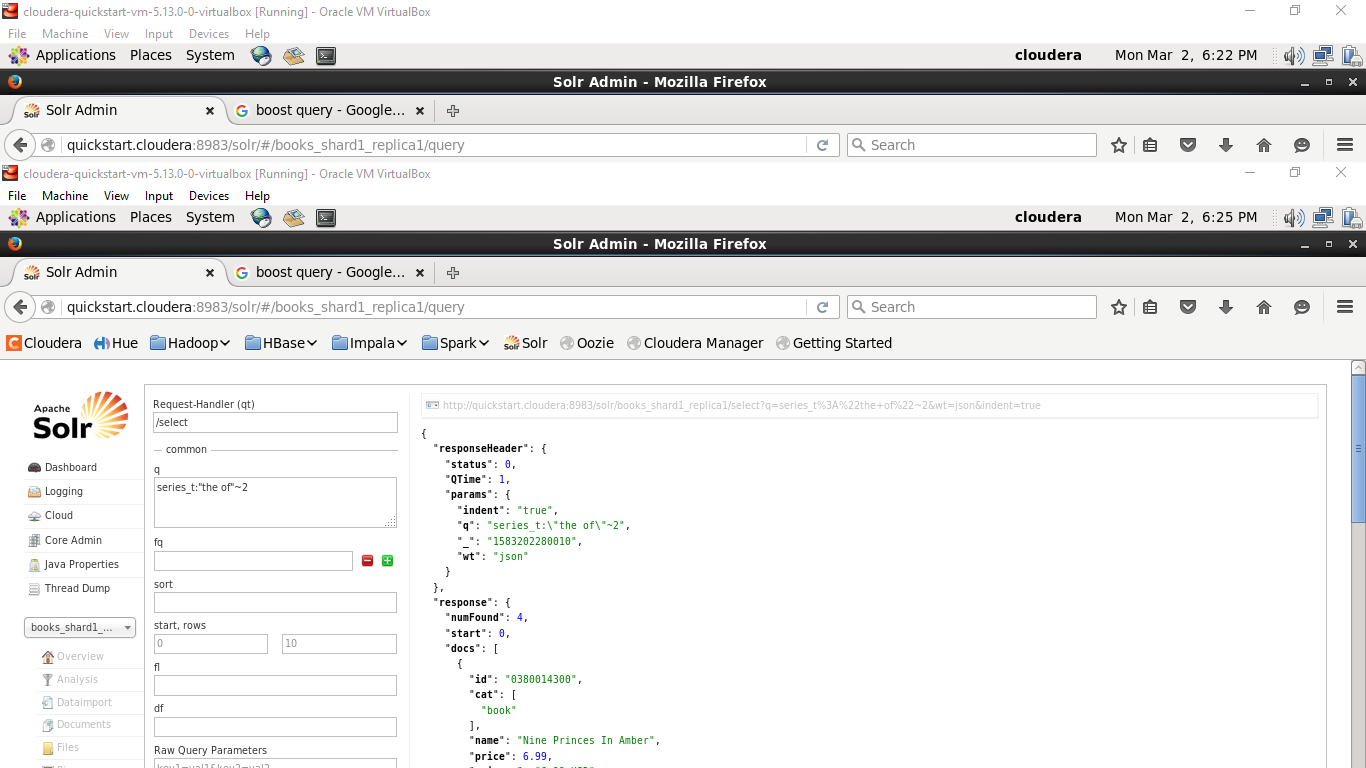 cloudera-quickstart-vm-5.13.0-0-virtualbox [Running] - Oracle VM VirtualBox
File Machine View Input Devices Help
Applications Places System cloudera Mon Mar 2, 6:22 PM
Solr Admin - Mozilla Firefox
Solr Admin boost query - Google...
quickstart.cloudera:8983/solr/#/books_shard1_replica1/query Search
cloudera-quickstart-vm-5.13.0-0-virtualbox [Running] - Oracle VM VirtualBox
File Machine View Input Devices Help
Applications Places System cloudera Mon Mar 2, 6:25 PM
Solr Admin - Mozilla Firefox
Solr Admin boost query - Google...
quickstart.cloudera:8983/solr/#/books_shard1_replica1/query Search
Cloudera Hue Hadoop HBase Impala Spark Solr Oozie Cloudera Manager Getting Started
Apache
Solr
Dashboard
Logging
Cloud
Core Admin
Java Properties
Thread Dump
books_shard1_...
Overview
Analysis
Dataimport
Documents
Files
Request-Handler (qt)
/select
common
q
series_t:"the of"~2
fq
sort
start, rows
0 10
fl
df
Raw Query Parameters
key1=val1&key2=val2
http://quickstart.cloudera:8983/solr/books_shard1_replica1/select?q=series_t%3A%22the+of%22~2&wt=json&indent=true
{
"responseHeader": {
"status": 0,
"QTime": 1,
"params": {
"indent": "true",
"q": "series_t:\"the of\"~2",
"_": "1583202280010",
"wt": "json"
}
},
"response": {
"numFound": 4,
"start": 0,
"docs": [
{
"id": "0380014300",
"cat": [
"book"
],
"name": "Nine Princes In Amber",
"price": 6.99,